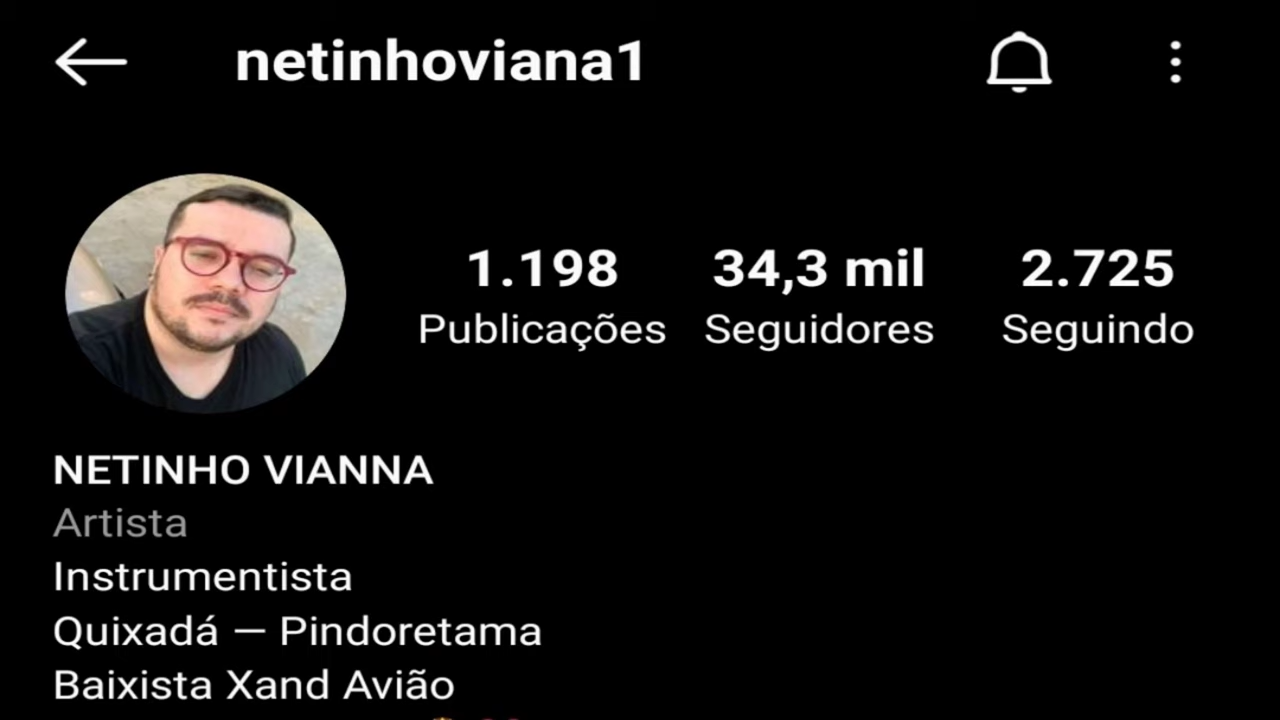 netinhoviana1
1.198 34,3 mil 2.725
Publicações Seguidores Seguindo
NETINHO VIANNA
Artista
Instrumentista
Quixadá — Pindoretama
Baixista Xand Avião